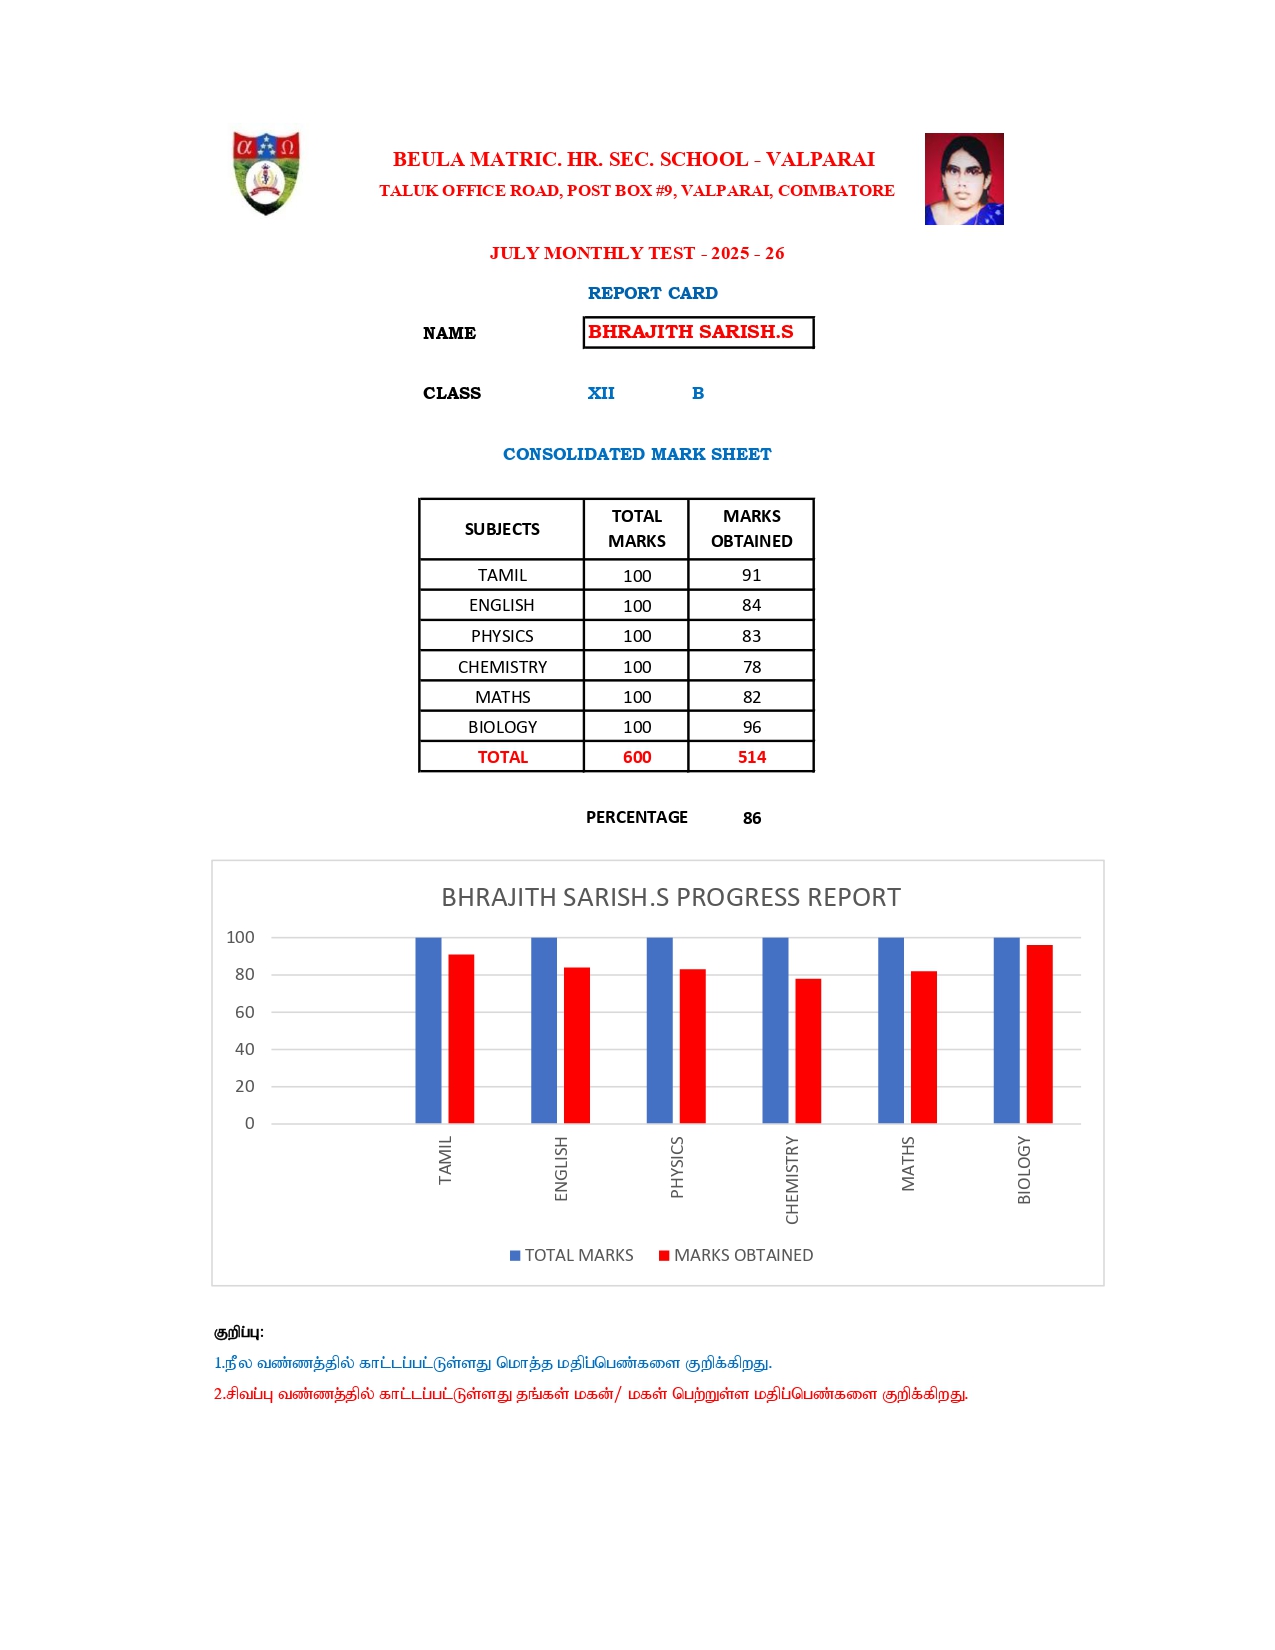 α Ω
BEULA MATRIC. HR. SEC. SCHOOL - VALPARAI
TALUK OFFICE ROAD, POST BOX #9, VALPARAI, COIMBATORE
JULY MONTHLY TEST - 2025 - 26
REPORT CARD
NAME BHRAJITH SARISH.S
CLASS XII B
CONSOLIDATED MARK SHEET
SUBJECTS TOTAL MARKS MARKS OBTAINED
TAMIL 100 91
ENGLISH 100 84
PHYSICS 100 83
CHEMISTRY 100 78
MATHS 100 82
BIOLOGY 100 96
TOTAL 600 514
PERCENTAGE 86
BHRAJITH SARISH.S PROGRESS REPORT
100
80
60
40
20
0
TAMIL ENGLISH PHYSICS CHEMISTRY MATHS BIOLOGY
TOTAL MARKS MARKS OBTAINED
குறிப்பு:
1.நீல வண்ணத்தில் காட்டப்பட்டுள்ளது மொத்த மதிப்பெண்களை குறிக்கிறது.
2.சிவப்பு வண்ணத்தில் காட்டப்பட்டுள்ளது தங்கள் மகன்/ மகள் பெற்றுள்ள மதிப்பெண்களை குறிக்கிறது.